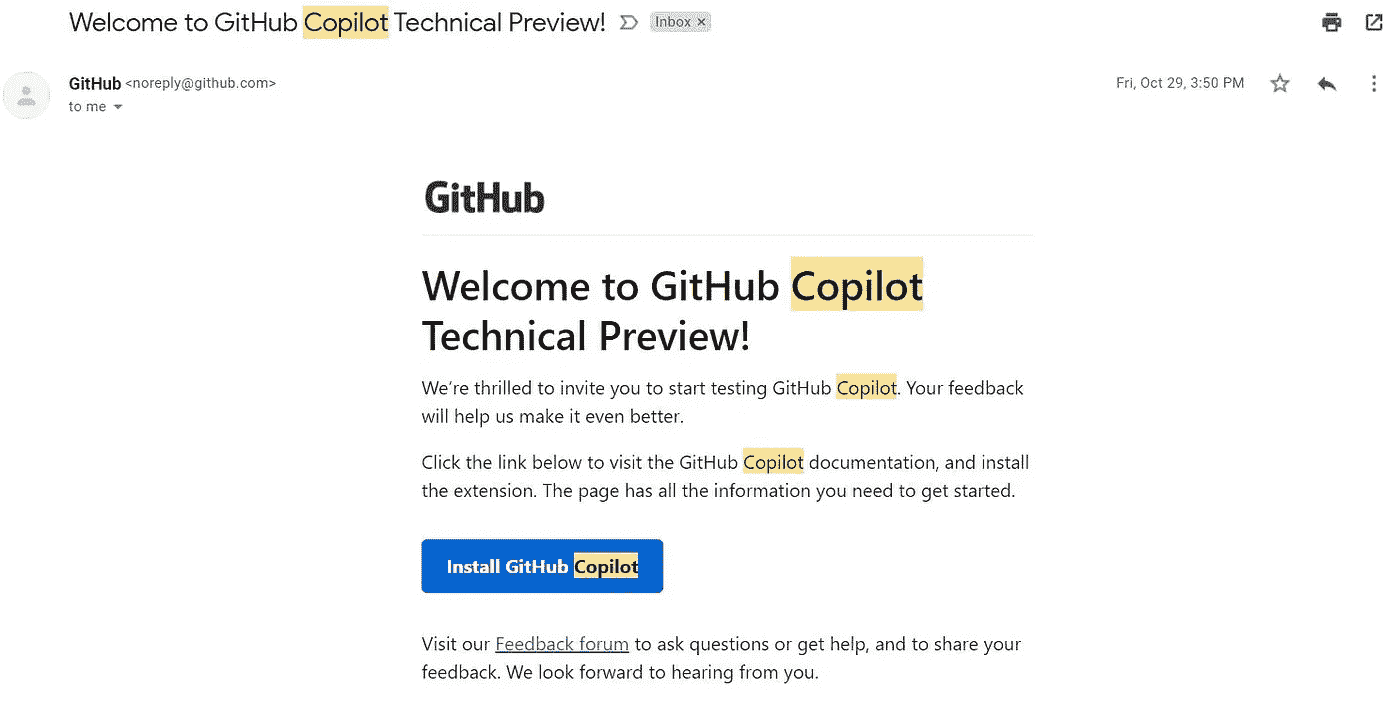 Welcome to GitHub Copilot Technical Preview! Inbox ×
GitHub <noreply@github.com> Fri, Oct 29, 3:50 PM
to me
GitHub
Welcome to GitHub Copilot
Technical Preview!
We’re thrilled to invite you to start testing GitHub Copilot. Your feedback
will help us make it even better.
Click the link below to visit the GitHub Copilot documentation, and install
the extension. The page has all the information you need to get started.
Install GitHub Copilot
Visit our Feedback forum to ask questions or get help, and to share your
feedback. We look forward to hearing from you.